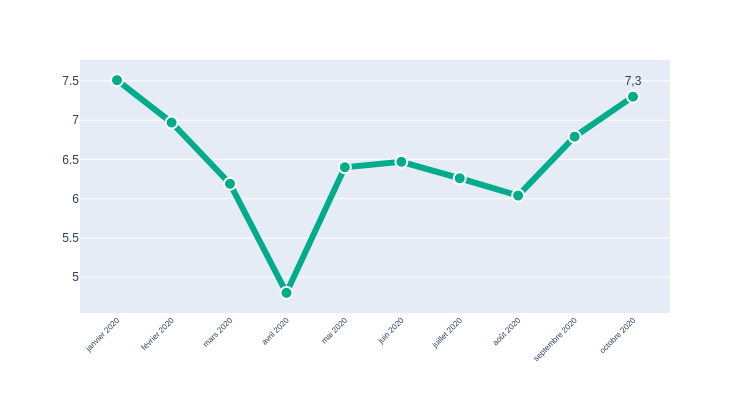 7.5
7
6.5
6
5.5
5
7,3
janvier 2020
février 2020
mars 2020
avril 2020
mai 2020
juin 2020
juillet 2020
août 2020
septembre 2020
octobre 2020